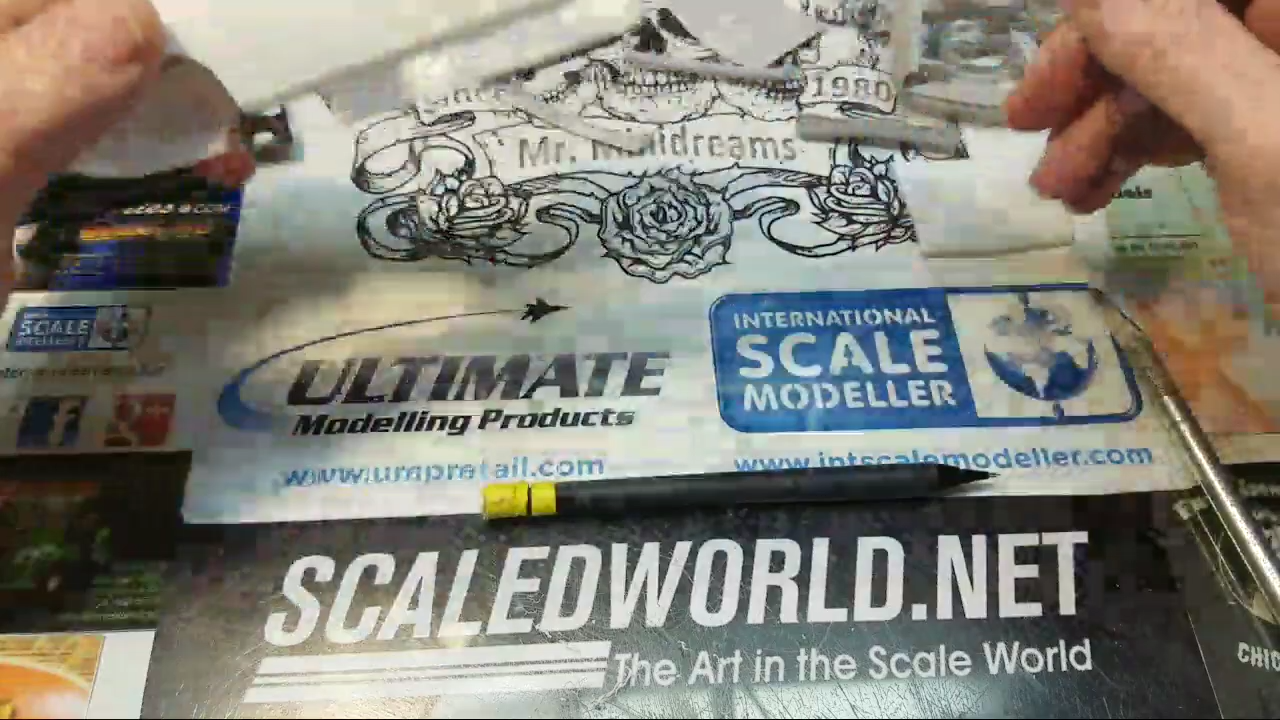 1980
Mr. Minidreams
SCALE
ULTIMATE
Modelling Products
www.umpretail.com
INTERNATIONAL
SCALE
MODELLER
www.intscalemodeller.com
f g+
SCALEDWORLD.NET
The Art in the Scale World